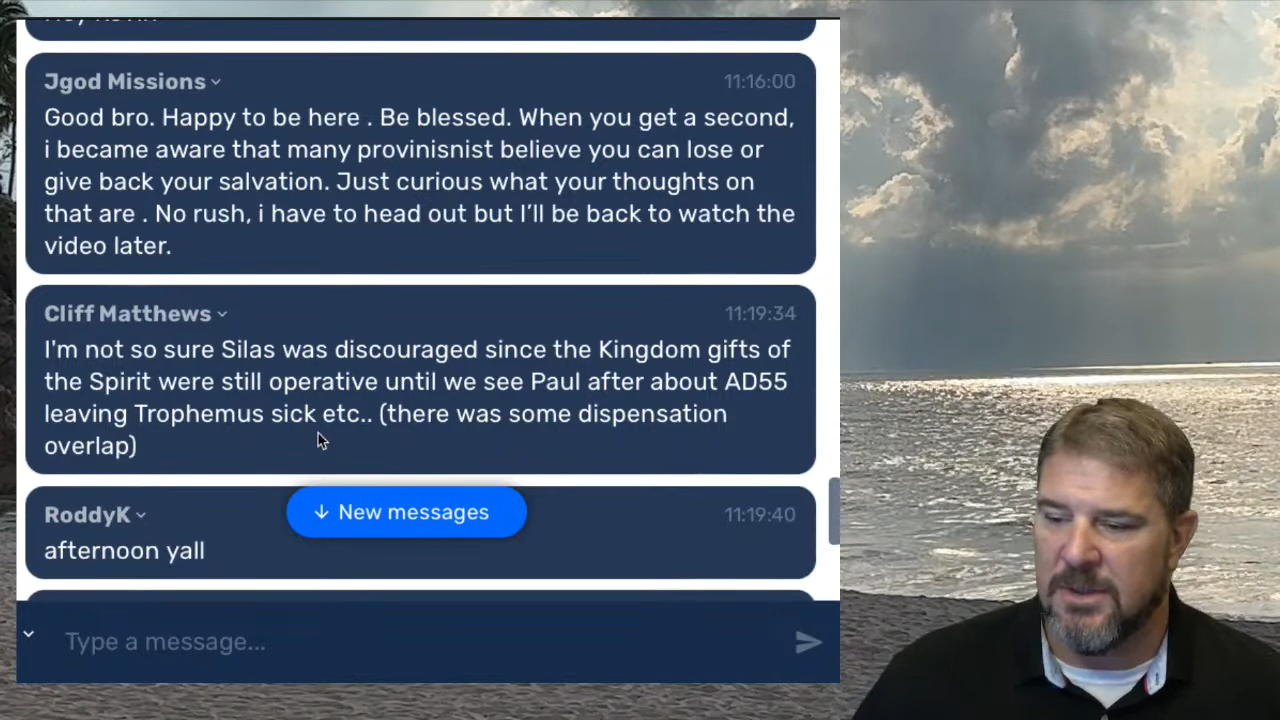 Jgod Missions 11:16:00
Good bro. Happy to be here . Be blessed. When you get a second,
i became aware that many provinisnist believe you can lose or
give back your salvation. Just curious what your thoughts on
that are . No rush, i have to head out but I'll be back to watch the
video later.
Cliff Matthews 11:19:34
I'm not so sure Silas was discouraged since the Kingdom gifts of
the Spirit were still operative until we see Paul after about AD55
leaving Trophemus sick etc.. (there was some dispensation
overlap)
RoddyK 11:19:40
↓ New messages
afternoon yall
Type a message...